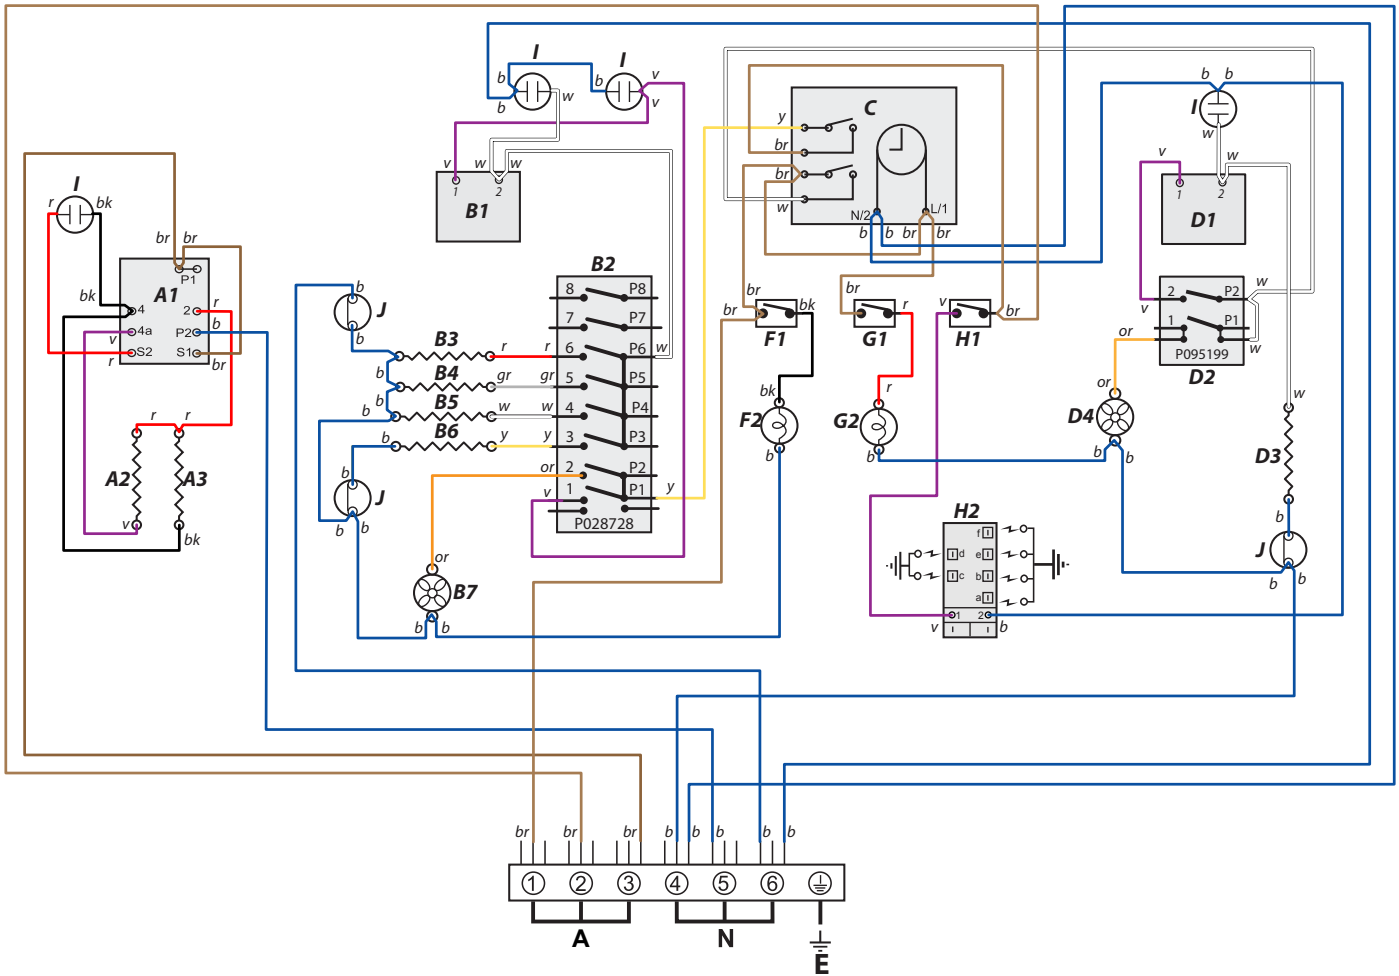 I I v
b b
b w v
y C
br
br
w
N/2 L/1
b b br br
b b
I
w
v w
1 2
D1
v w w
1 2
B1
I
r bk
br br
P1
A1
bk 4 2 r
4a P2 b
v
r S2 S1 br
r r
A2 A3
v bk
b
J
b
B3
r r
b B4
gr gr
b B5
b w w
B6
b y y
b
J
b b
or
v
B2
8 P8
7 P7
6 P6 w
5 P5
4 P4
3 P3
2 P2
1 P1 y
P028728
or
B7
b b
br br bk
F1
bk
F2
b
br r
G1
r
G2
b
v br
H1
H2
f
d e
c b
a
1 2
v b
2 P2 w
v
or 1 P1
w
P095199
D2
or
D4
b b
w
D3
b
J
b b
br br br b b b b b
1 2 3 4 5 6
A N
E